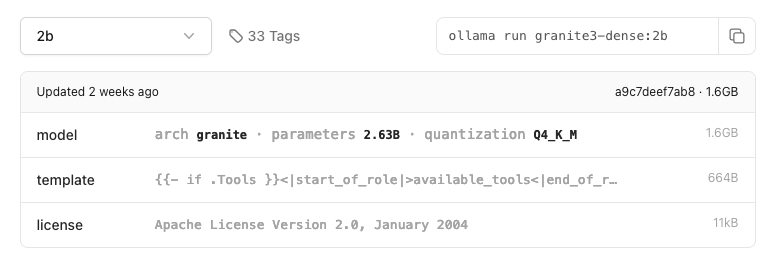 2b 33 Tags ollama run granite3-dense:2b
Updated 2 weeks ago a9c7deef7ab8 · 1.6GB
model arch granite · parameters 2.63B · quantization Q4_K_M 1.6GB
template {{- if .Tools }}<|start_of_role|>available_tools<|end_of_r… 664B
license Apache License Version 2.0, January 2004 11kB